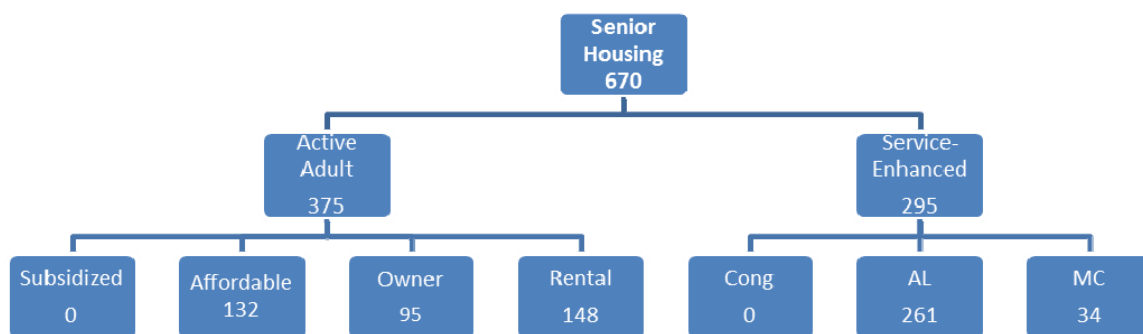 Senior
Housing
670
Active
Adult
375
Service-
Enhanced
295
Subsidized
0
Affordable
132
Owner
95
Rental
148
Cong
0
AL
261
MC
34